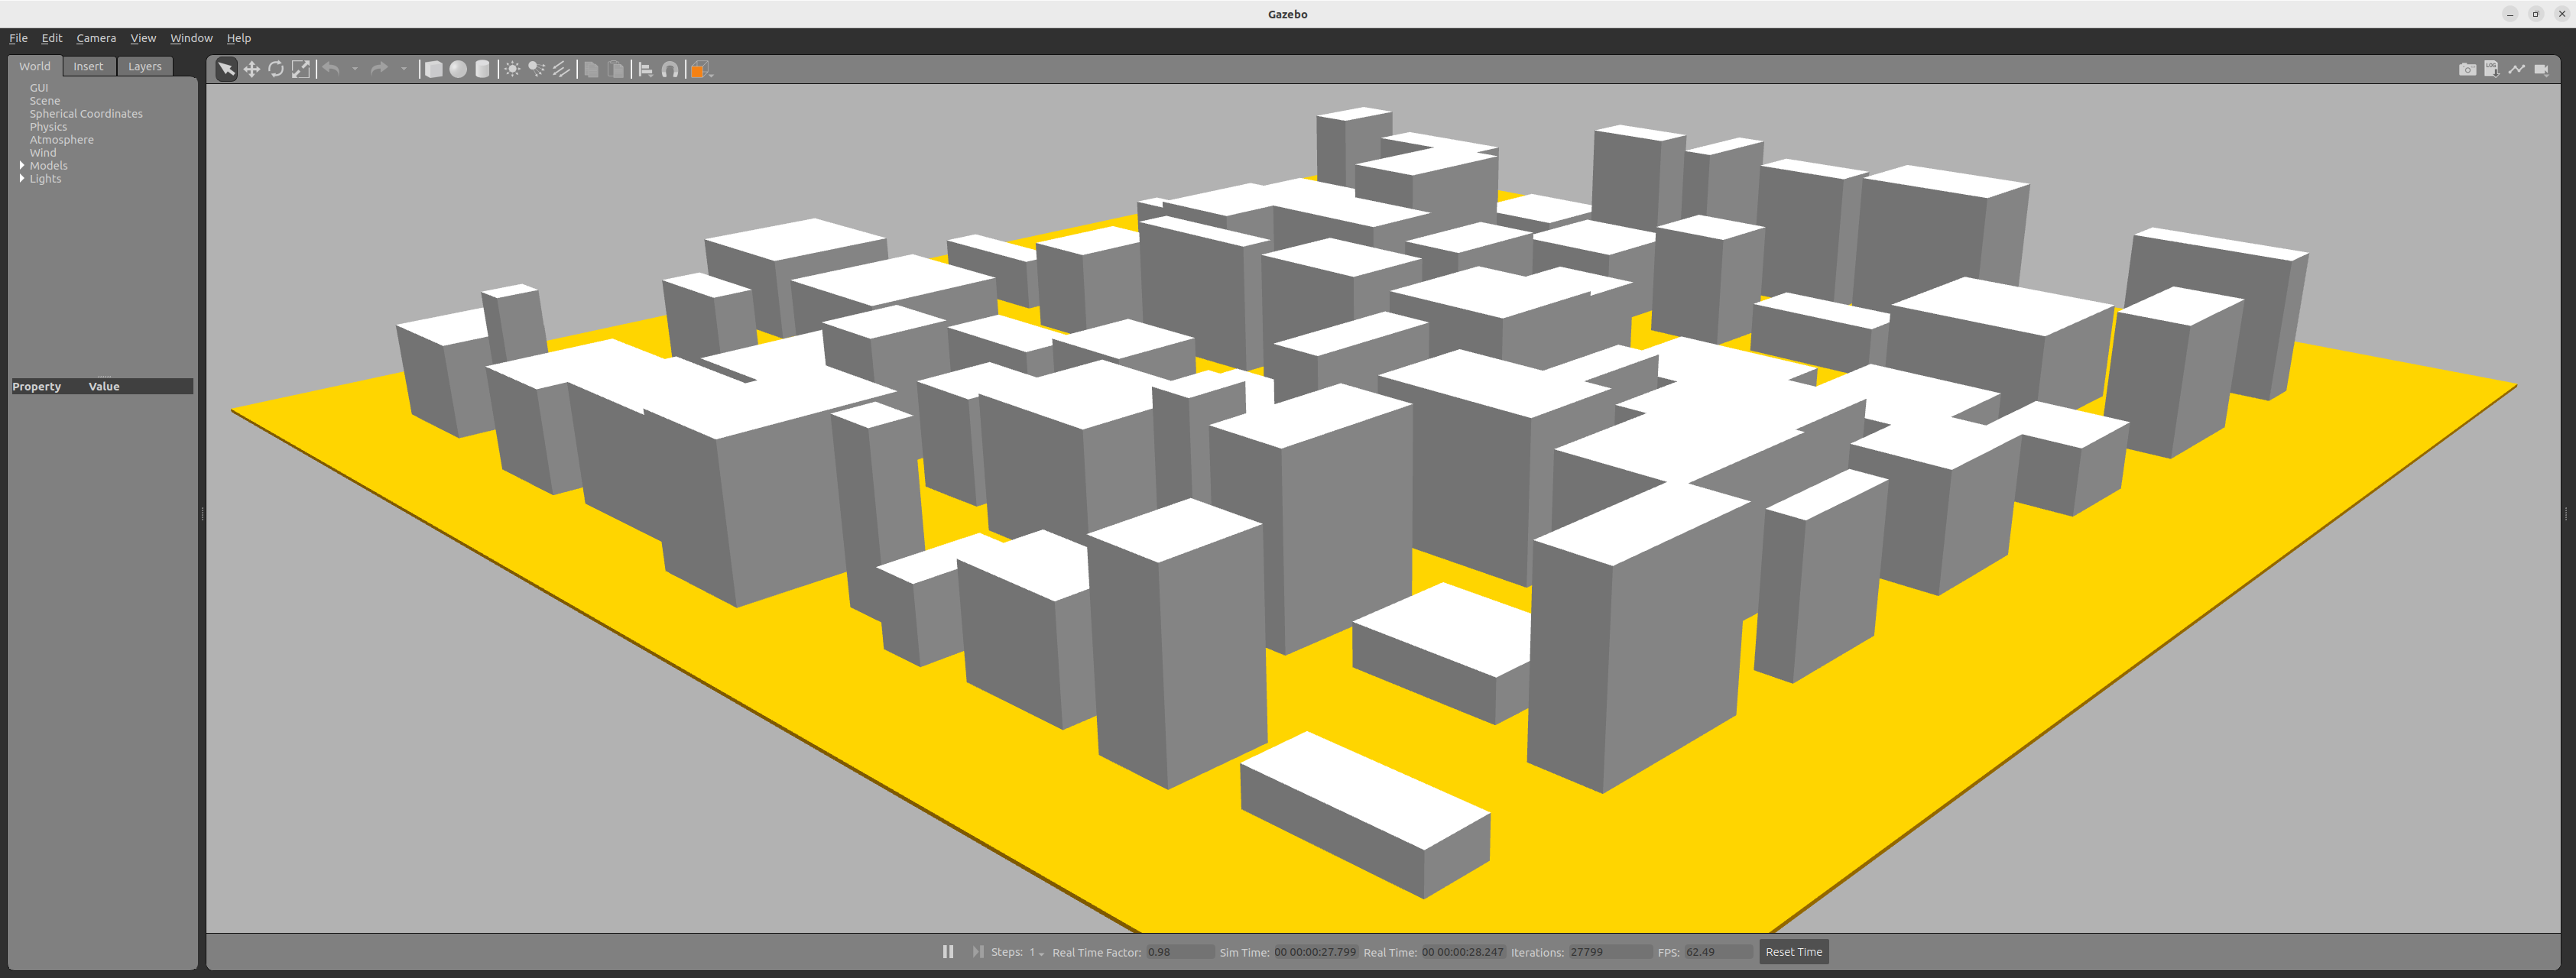 Gazebo
File Edit Camera View Window Help
World Insert Layers
GUI
Scene
Spherical Coordinates
Physics
Atmosphere
Wind
Models
Lights
Property Value
Steps: 1 Real Time Factor: 0.98 Sim Time: 00 00:00:27.799 Real Time: 00 00:00:28.247 Iterations: 27799 FPS: 62.49 Reset Time